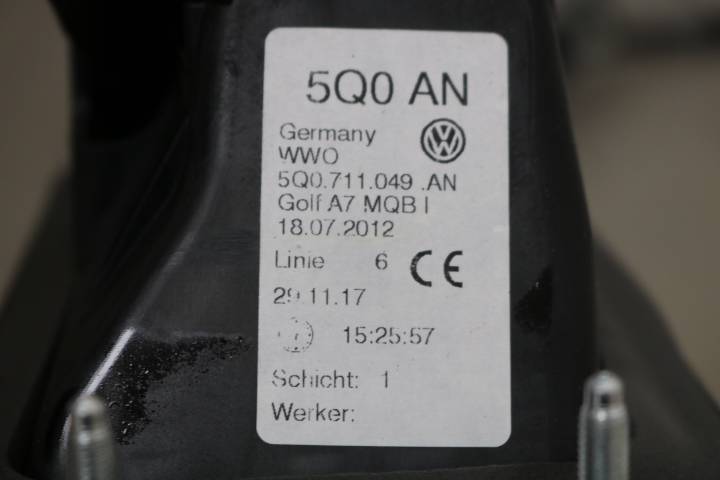 5Q0 AN
Germany
WWO
5Q0.711.049 .AN
Golf A7 MQB I
18.07.2012
Linie 6 CE
29.11.17
15:25:57
Schicht: 1
Werker: